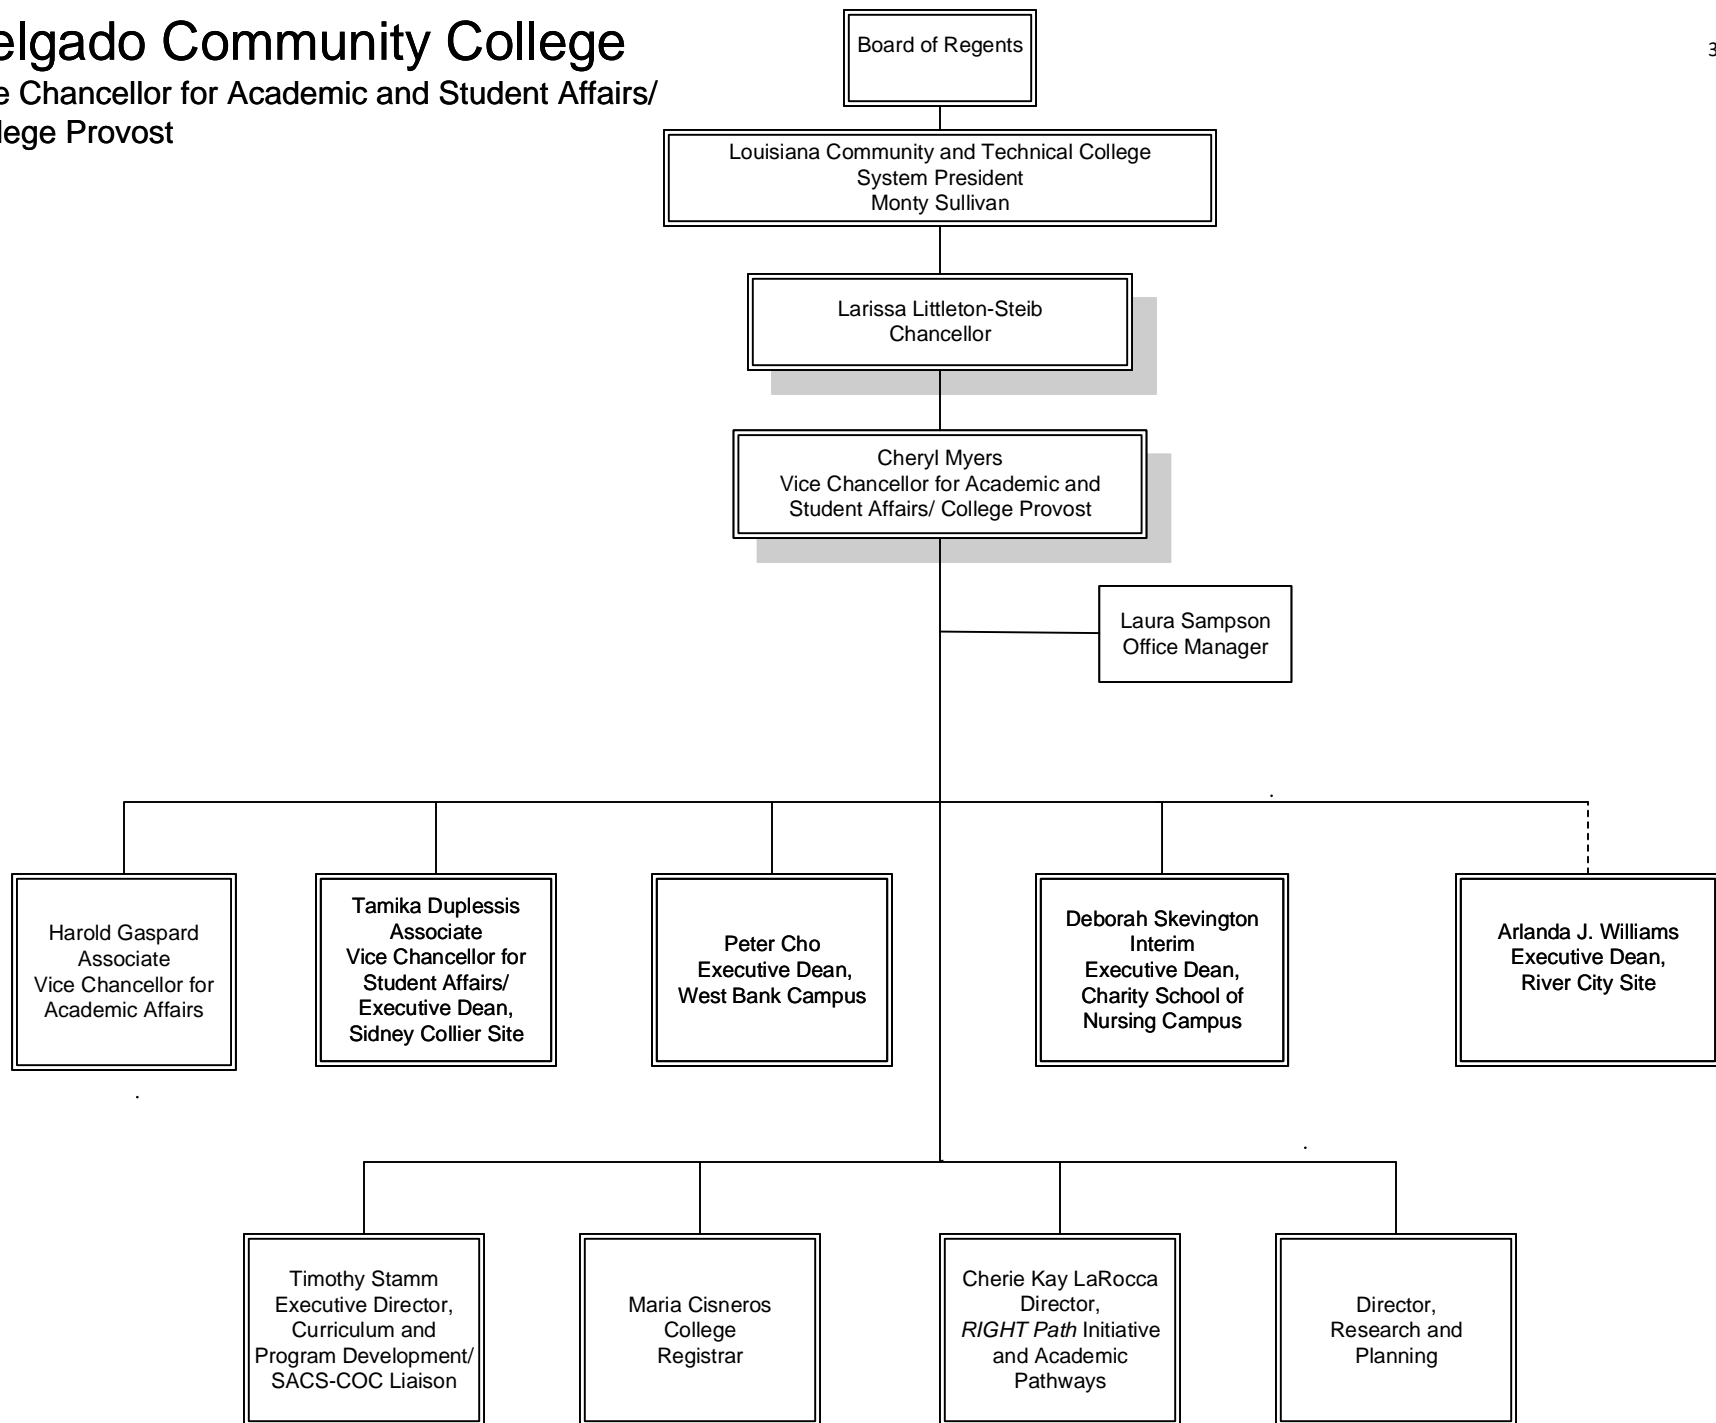 elgado Community College
e Chancellor for Academic and Student Affairs/
lege Provost
3
Board of Regents
Louisiana Community and Technical College
System President
Monty Sullivan
Larissa Littleton-Steib
Chancellor
Cheryl Myers
Vice Chancellor for Academic and
Student Affairs/ College Provost
Laura Sampson
Office Manager
Harold Gaspard
Associate
Vice Chancellor for
Academic Affairs
Tamika Duplessis
Associate
Vice Chancellor for
Student Affairs/
Executive Dean,
Sidney Collier Site
Peter Cho
Executive Dean,
West Bank Campus
Deborah Skevington
Interim
Executive Dean,
Charity School of
Nursing Campus
Arlanda J. Williams
Executive Dean,
River City Site
Timothy Stamm
Executive Director,
Curriculum and
Program Development/
SACS-COC Liaison
Maria Cisneros
College
Registrar
Cherie Kay LaRocca
Director,
RIGHT Path Initiative
and Academic
Pathways
Director,
Research and
Planning